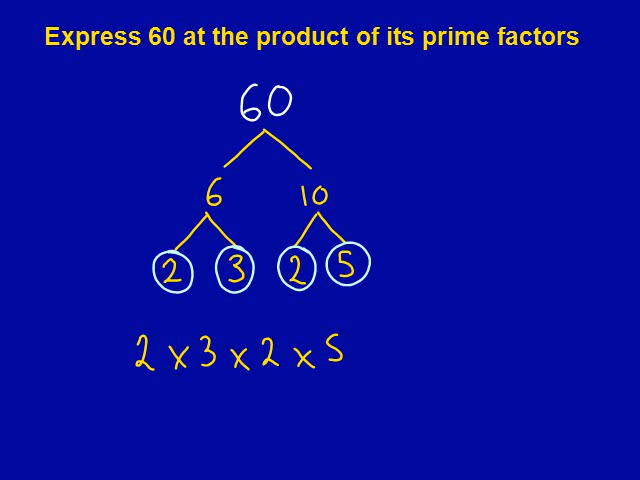 Express 60 at the product of its prime factors
60
6 10
2 3 2 5
2 x 3 x 2 x 5